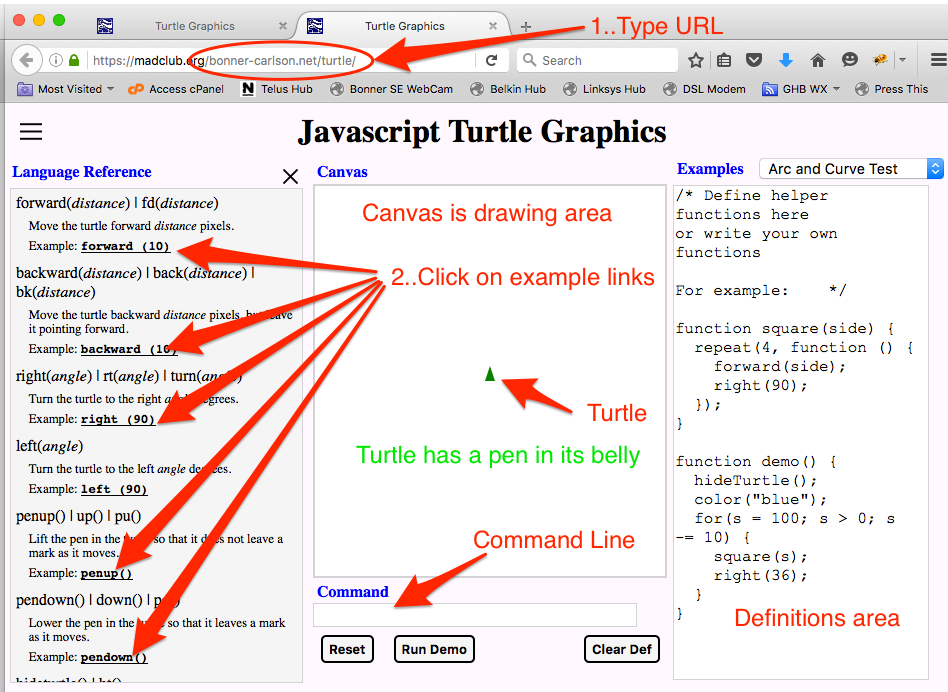 Turtle Graphics
Turtle Graphics
1..Type URL
https://madclub.org/bonner-carlson.net/turtle/
Search
Most Visited
Access cPanel
Telus Hub
Bonner SE WebCam
Belkin Hub
Linksys Hub
DSL Modem
GHB WX
Press This
Javascript Turtle Graphics
Language Reference
forward(distance) | fd(distance)
Move the turtle forward distance pixels.
Example: forward (10)
backward(distance) | back(distance) |
bk(distance)
Move the turtle backward distance pixels, but leave
it pointing forward.
Example: backward (10)
right(angle) | rt(angle) | turn(angle)
Turn the turtle to the right angle degrees.
Example: right (90)
left(angle)
Turn the turtle to the left angle degrees.
Example: left (90)
penup() | up() | pu()
Lift the pen in the turtle so that it does not leave a
mark as it moves.
Example: penup()
pendown() | down() | pd()
Lower the pen in the turtle so that it leaves a mark
as it moves.
Example: pendown()
hideturtle() | ht()
Canvas
Canvas is drawing area
2..Click on example links
Turtle
Turtle has a pen in its belly
Command Line
Command
Reset
Run Demo
Clear Def
Examples
Arc and Curve Test
/* Define helper
functions here
or write your own
functions
For example: */
function square(side) {
repeat(4, function () {
forward(side);
right(90);
});
}
function demo() {
hideTurtle();
color("blue");
for(s = 100; s > 0; s
-= 10) {
square(s);
right(36);
}
}
Definitions area